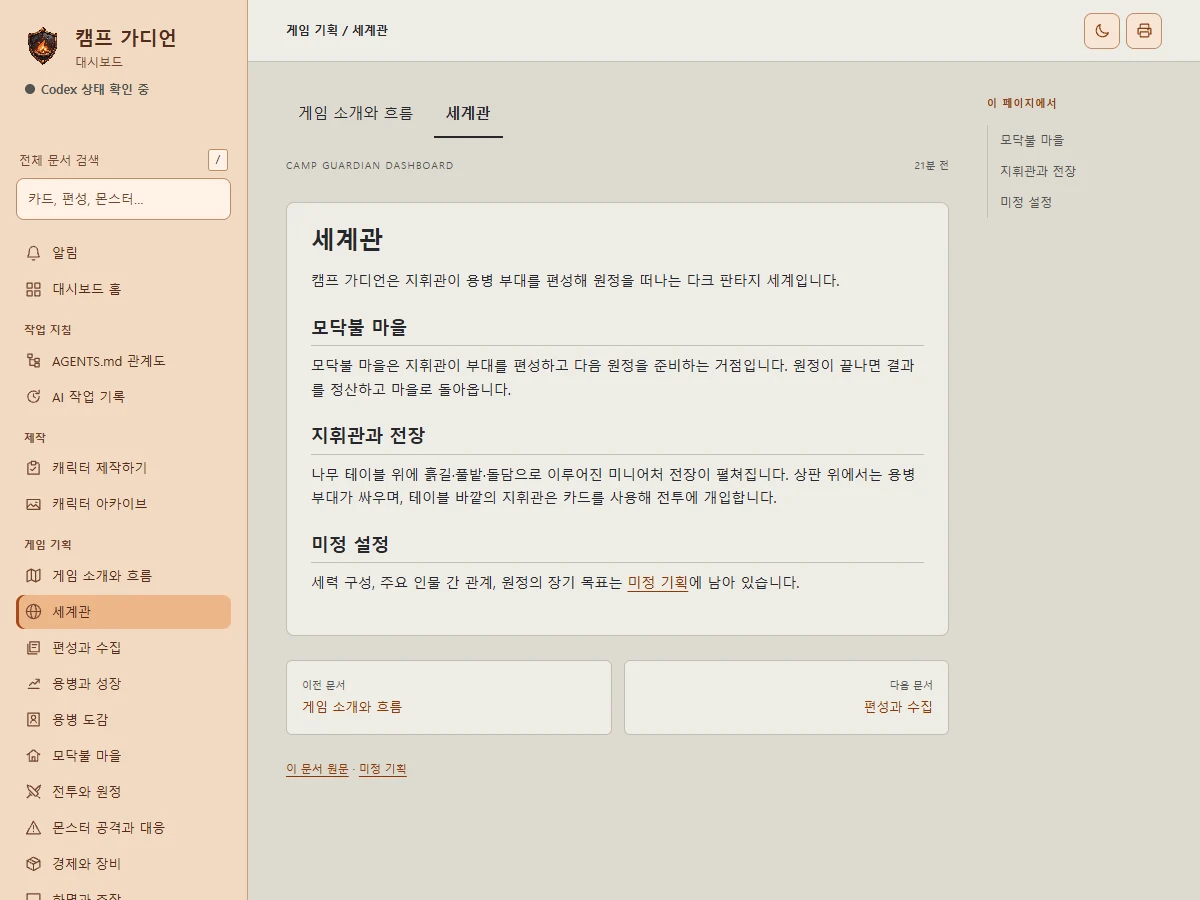 캠프 가디언
대시보드
Codex 상태 확인 중
전체 문서 검색
/
카드, 편성, 몬스터...
알림
대시보드 홈
작업 지침
AGENTS.md 관계도
AI 작업 기록
제작
캐릭터 제작하기
캐릭터 아카이브
게임 기획
게임 소개와 흐름
세계관
편성과 수집
용병과 성장
용병 도감
모닥불 마을
전투와 원정
몬스터 공격과 대응
경제와 장비
게임 기획 / 세계관
게임 소개와 흐름
세계관
CAMP GUARDIAN DASHBOARD
21분 전
세계관
캠프 가디언은 지휘관이 용병 부대를 편성해 원정을 떠나는 다크 판타지 세계입니다.
모닥불 마을
모닥불 마을은 지휘관이 부대를 편성하고 다음 원정을 준비하는 거점입니다. 원정이 끝나면 결과
를 정산하고 마을로 돌아옵니다.
지휘관과 전장
나무 테이블 위에 흙길·풀밭·돌담으로 이루어진 미니어처 전장이 펼쳐집니다. 상판 위에서는 용병
부대가 싸우며, 테이블 바깥의 지휘관은 카드를 사용해 전투에 개입합니다.
미정 설정
세력 구성, 주요 인물 간 관계, 원정의 장기 목표는 미정 기획에 남아 있습니다.
이전 문서
게임 소개와 흐름
다음 문서
편성과 수집
이 문서 원문 · 미정 기획
이 페이지에서
모닥불 마을
지휘관과 전장
미정 설정